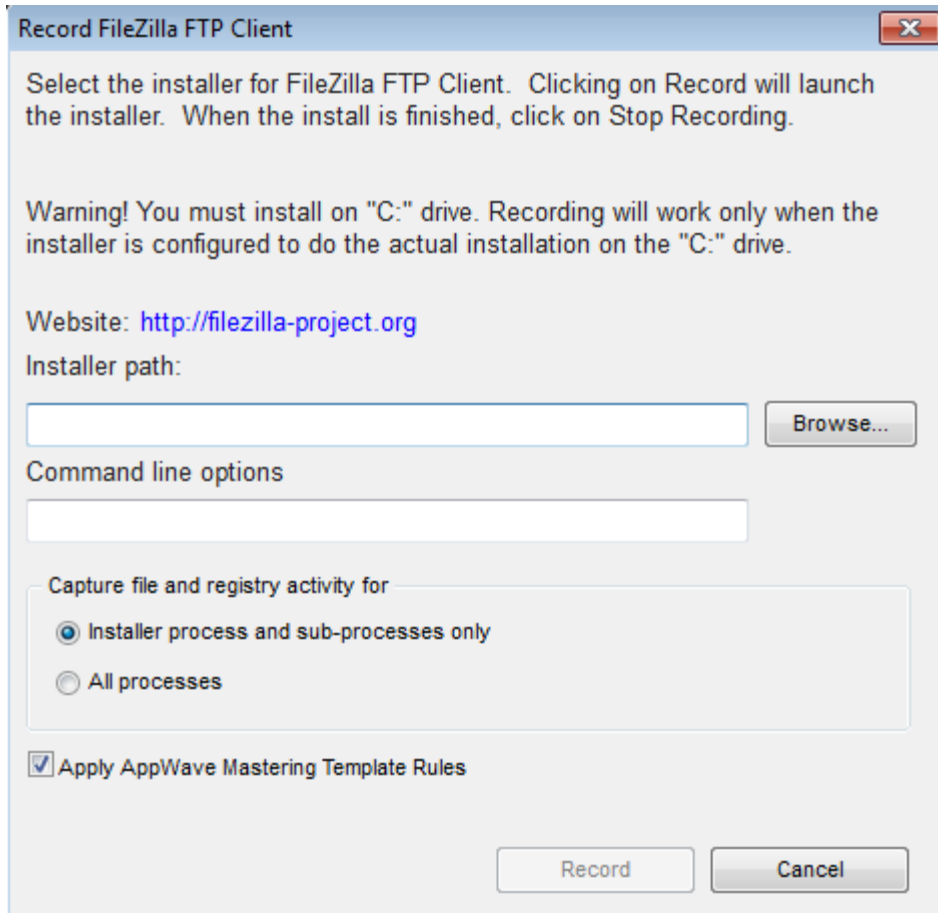 Record FileZilla FTP Client
Select the installer for FileZilla FTP Client.  Clicking on Record will launch
the installer.  When the install is finished, click on Stop Recording.
Warning! You must install on "C:" drive. Recording will work only when the
installer is configured to do the actual installation on the "C:" drive.
Website: http://filezilla-project.org
Installer path:
Browse...
Command line options
Capture file and registry activity for
Installer process and sub-processes only
All processes
Apply AppWave Mastering Template Rules
Record Cancel